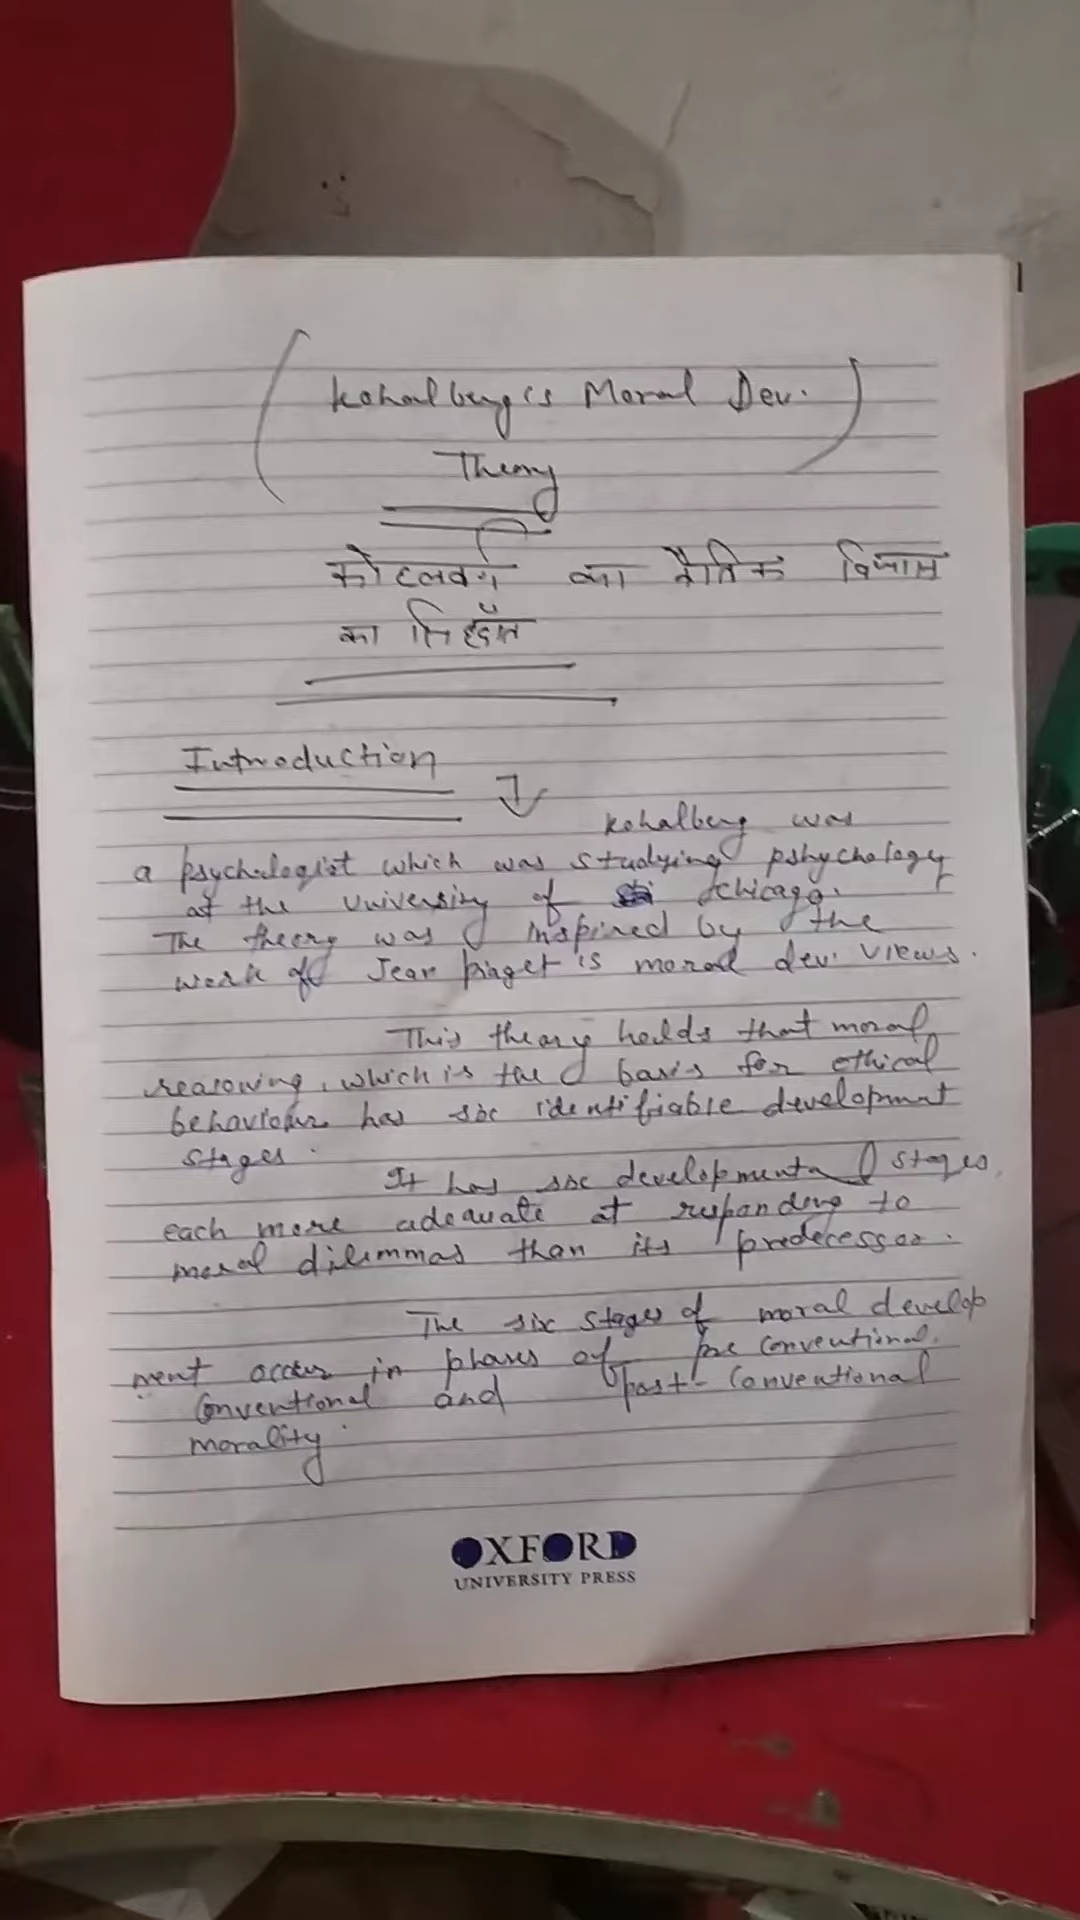 (Kohalberg's Moral Dev.)
Theory
कोहलबर्ग का नैतिक विकास
का सिद्दाँत
Introduction
Kohalberg was
a psychologist which was studying pshychology
at the University of Chicago.
The theory was inspired by the
work of Jean piaget's moral dev. views.
This theory holds that moral
reasoning, which is the basis for ethical
behaviour has six identifiable development
stages.
It has six developmental stages,
each more adequate at responding to
moral dilemmas than its predecessor.
The six stages of moral develop
ment occur in phases of pre conventional.
Conventional and post-Conventional
morality.
OXFORD
UNIVERSITY PRESS